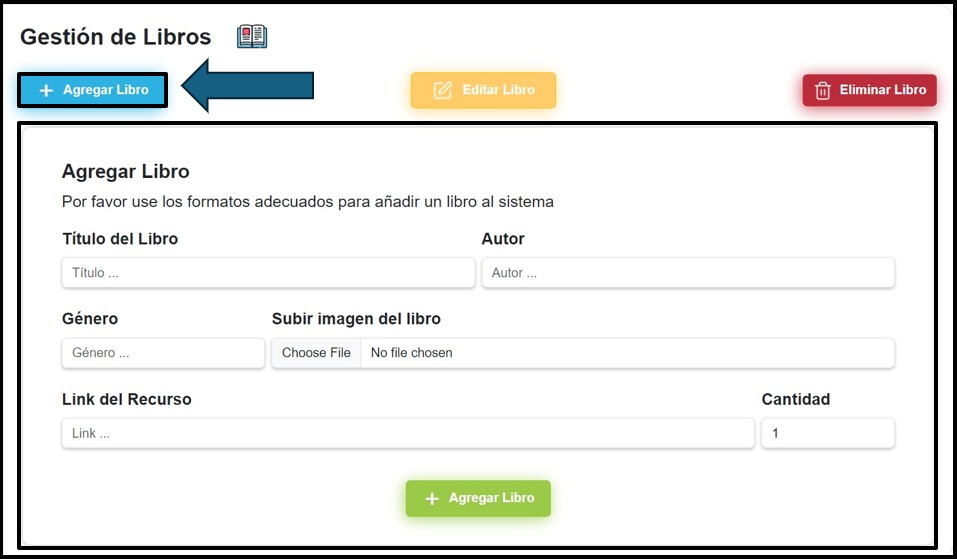 Gestión de Libros
Agregar Libro
Editar Libro
Eliminar Libro
Agregar Libro
Por favor use los formatos adecuados para añadir un libro al sistema
Título del Libro
Autor
Título ...
Autor ...
Género
Subir imagen del libro
Género ...
Choose File
No file chosen
Link del Recurso
Cantidad
Link ...
1
Agregar Libro